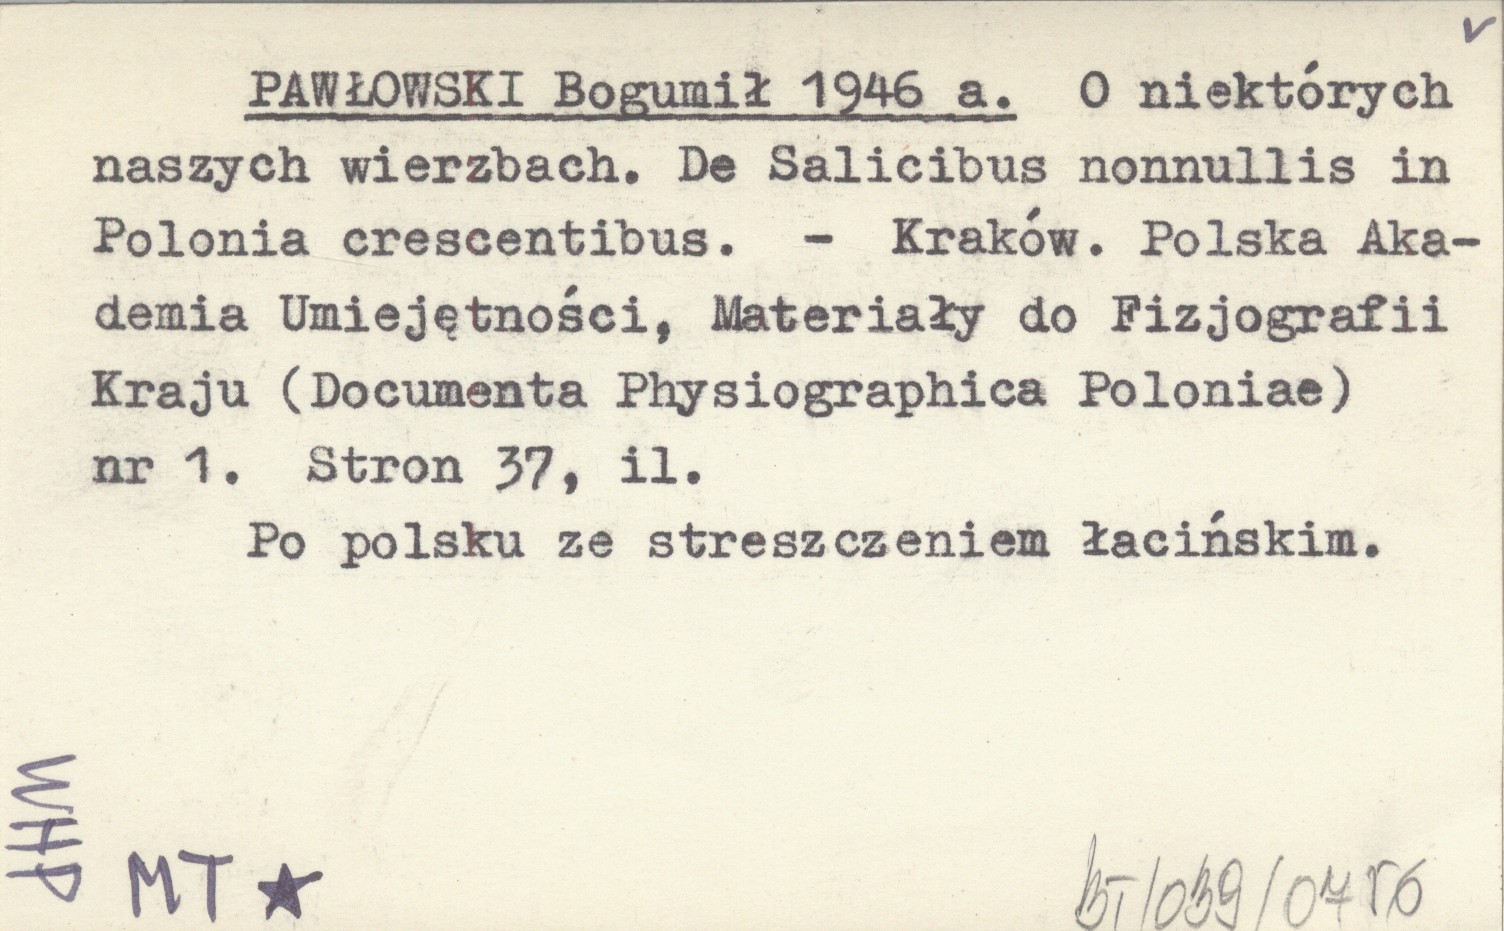 v
PAWŁOWSKI Bogumił 1946 a. O niektórych
naszych wierzbach. De Salicibus nonnullis in
Polonia crescentibus. - Kraków. Polska Aka-
demia Umiejętności, Materiały do Fizjografii
Kraju (Documenta Physiographica Poloniae)
nr 1. Stron 37, il.
Po polsku ze streszczeniem łacińskim.
WHP
MT ★